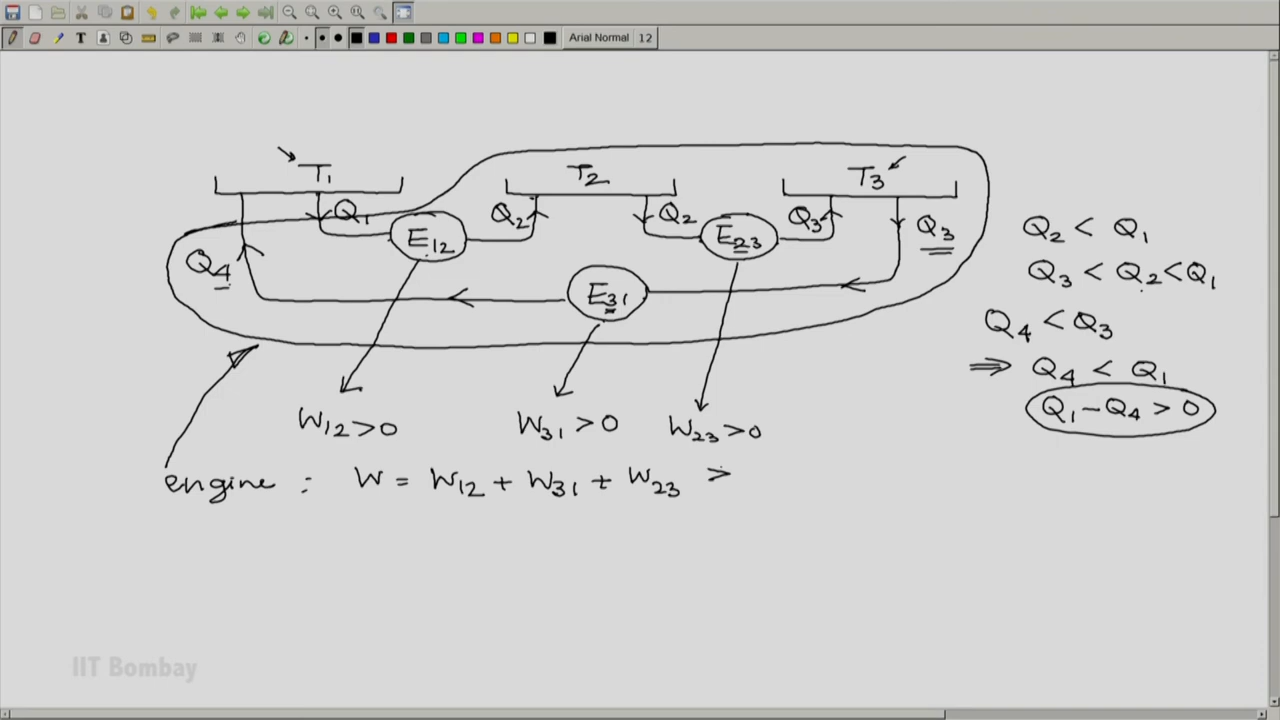 T
Arial Normal 12
T₁ T₂ T₃
Q₁ Q₂ Q₂ Q₃ Q₃
E₁₂ E₂₃
Q₄ E₃₁
Q₂ < Q₁
Q₃ < Q₂ < Q₁
Q₄ < Q₃
⇒ Q₄ < Q₁
Q₁ − Q₄ > 0
W₁₂ > 0 W₃₁ > 0 W₂₃ > 0
engine : W = W₁₂ + W₃₁ + W₂₃ >
IIT Bombay